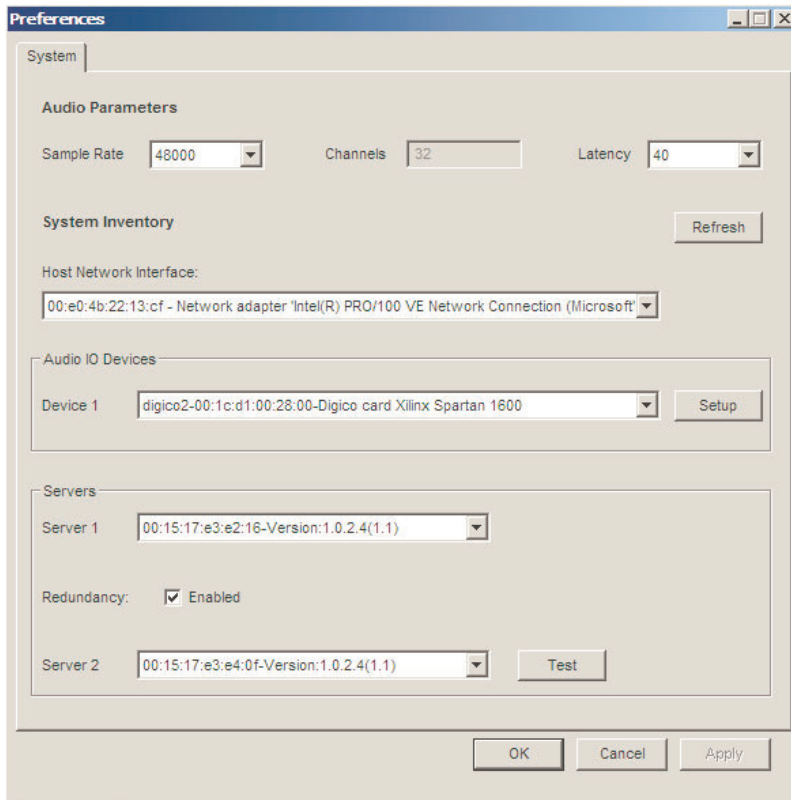 Preferences
System
Audio Parameters
Sample Rate 48000 Channels 32 Latency 40
System Inventory Refresh
Host Network Interface:
00:e0:4b:22:13:cf - Network adapter 'Intel(R) PRO/100 VE Network Connection (Microsoft'
Audio IO Devices
Device 1 digico2-00:1c:d1:00:28:00-Digico card Xilinx Spartan 1600 Setup
Servers
Server 1 00:15:17:e3:e2:16-Version:1.0.2.4(1.1)
Redundancy: Enabled
Server 2 00:15:17:e3:e4:0f-Version:1.0.2.4(1.1) Test
OK Cancel Apply